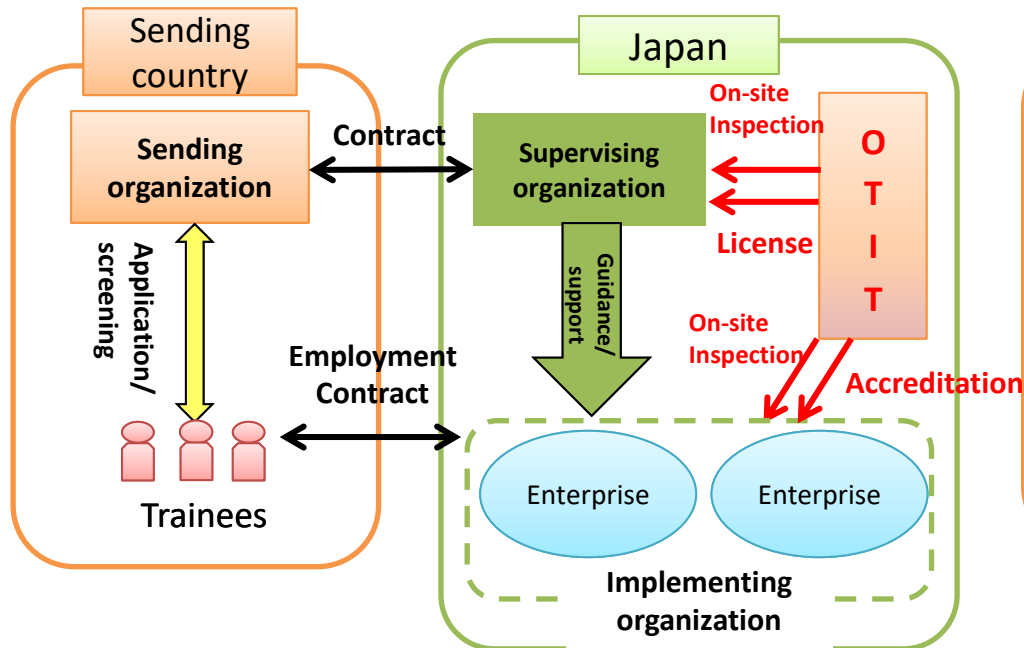 Sending
country
Japan
Sending
organization
Contract
Supervising
organization
On-site
Inspection
O
T
I
T
License
Application/
screening
Guidance/
support
On-site
Inspection
Accreditation
Employment
Contract
Trainees
Enterprise
Enterprise
Implementing
organization